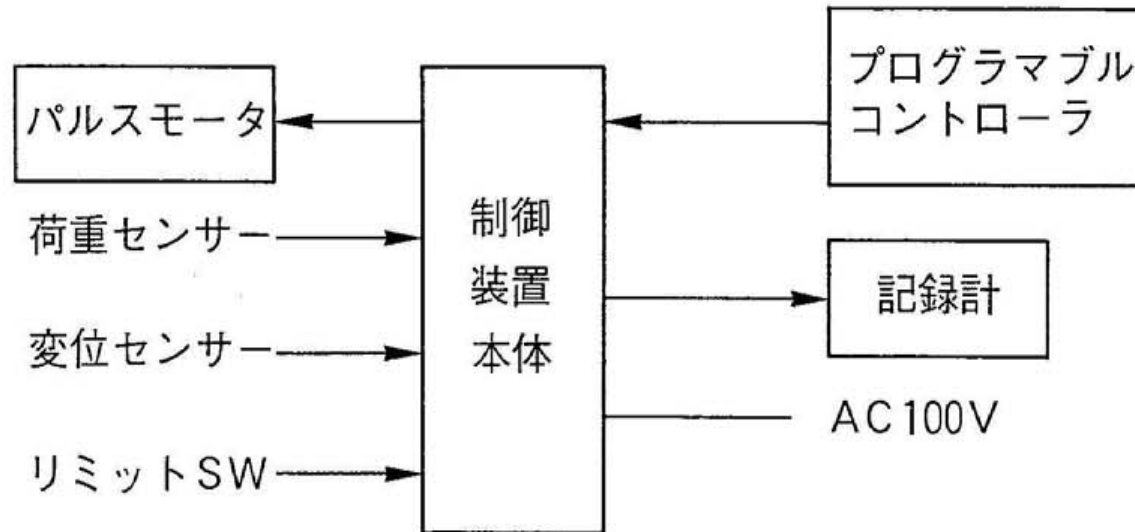 パルスモータ
荷重センサー
変位センサー
リミットSW
制御
装置
本体
プログラマブル
コントローラ
記録計
AC100V